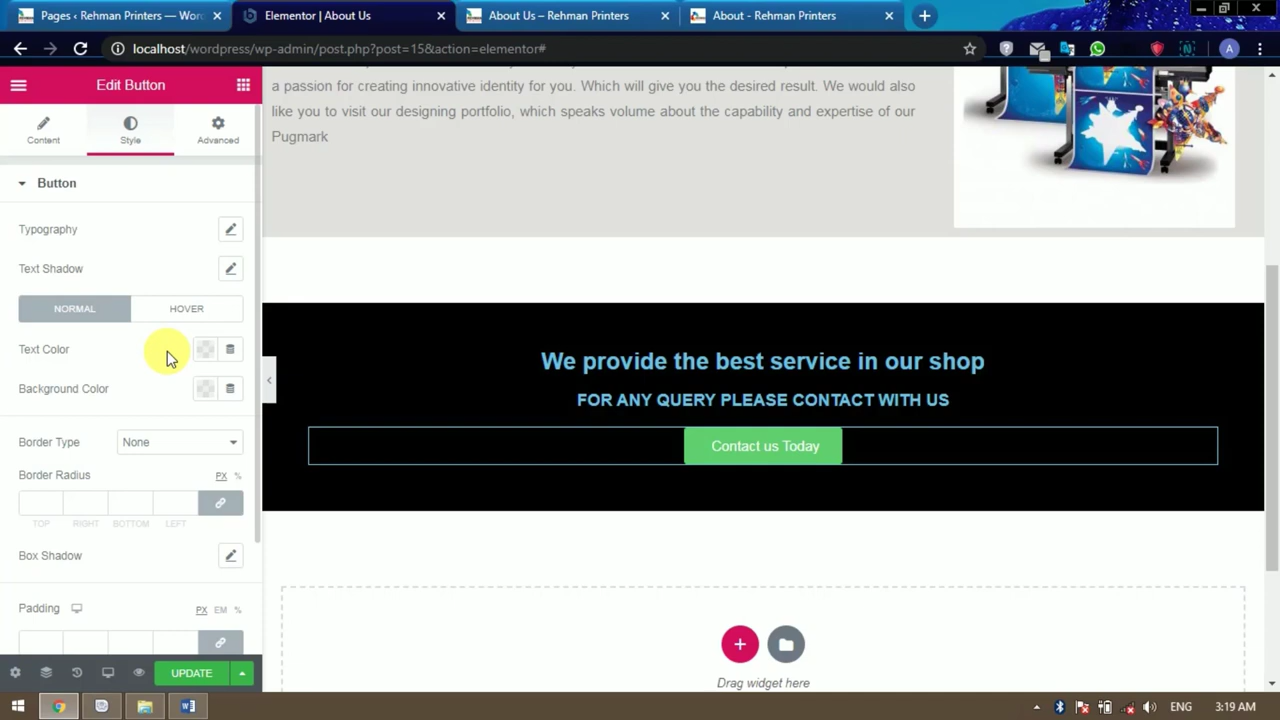 Pages ‹ Rehman Printers — Word
Elementor | About Us
About Us – Rehman Printers
About - Rehman Printers
localhost/wordpress/wp-admin/post.php?post=15&action=elementor#
A
Edit Button
Content
Style
Advanced
Button
Typography
Text Shadow
NORMAL
HOVER
Text Color
Background Color
Border Type
None
Border Radius
PX %
TOP RIGHT BOTTOM LEFT
Box Shadow
Padding
PX EM %
UPDATE
a passion for creating innovative identity for you. Which will give you the desired result. We would also
like you to visit our designing portfolio, which speaks volume about the capability and expertise of our
Pugmark
We provide the best service in our shop
FOR ANY QUERY PLEASE CONTACT WITH US
Contact us Today
Drag widget here
ENG
3:19 AM